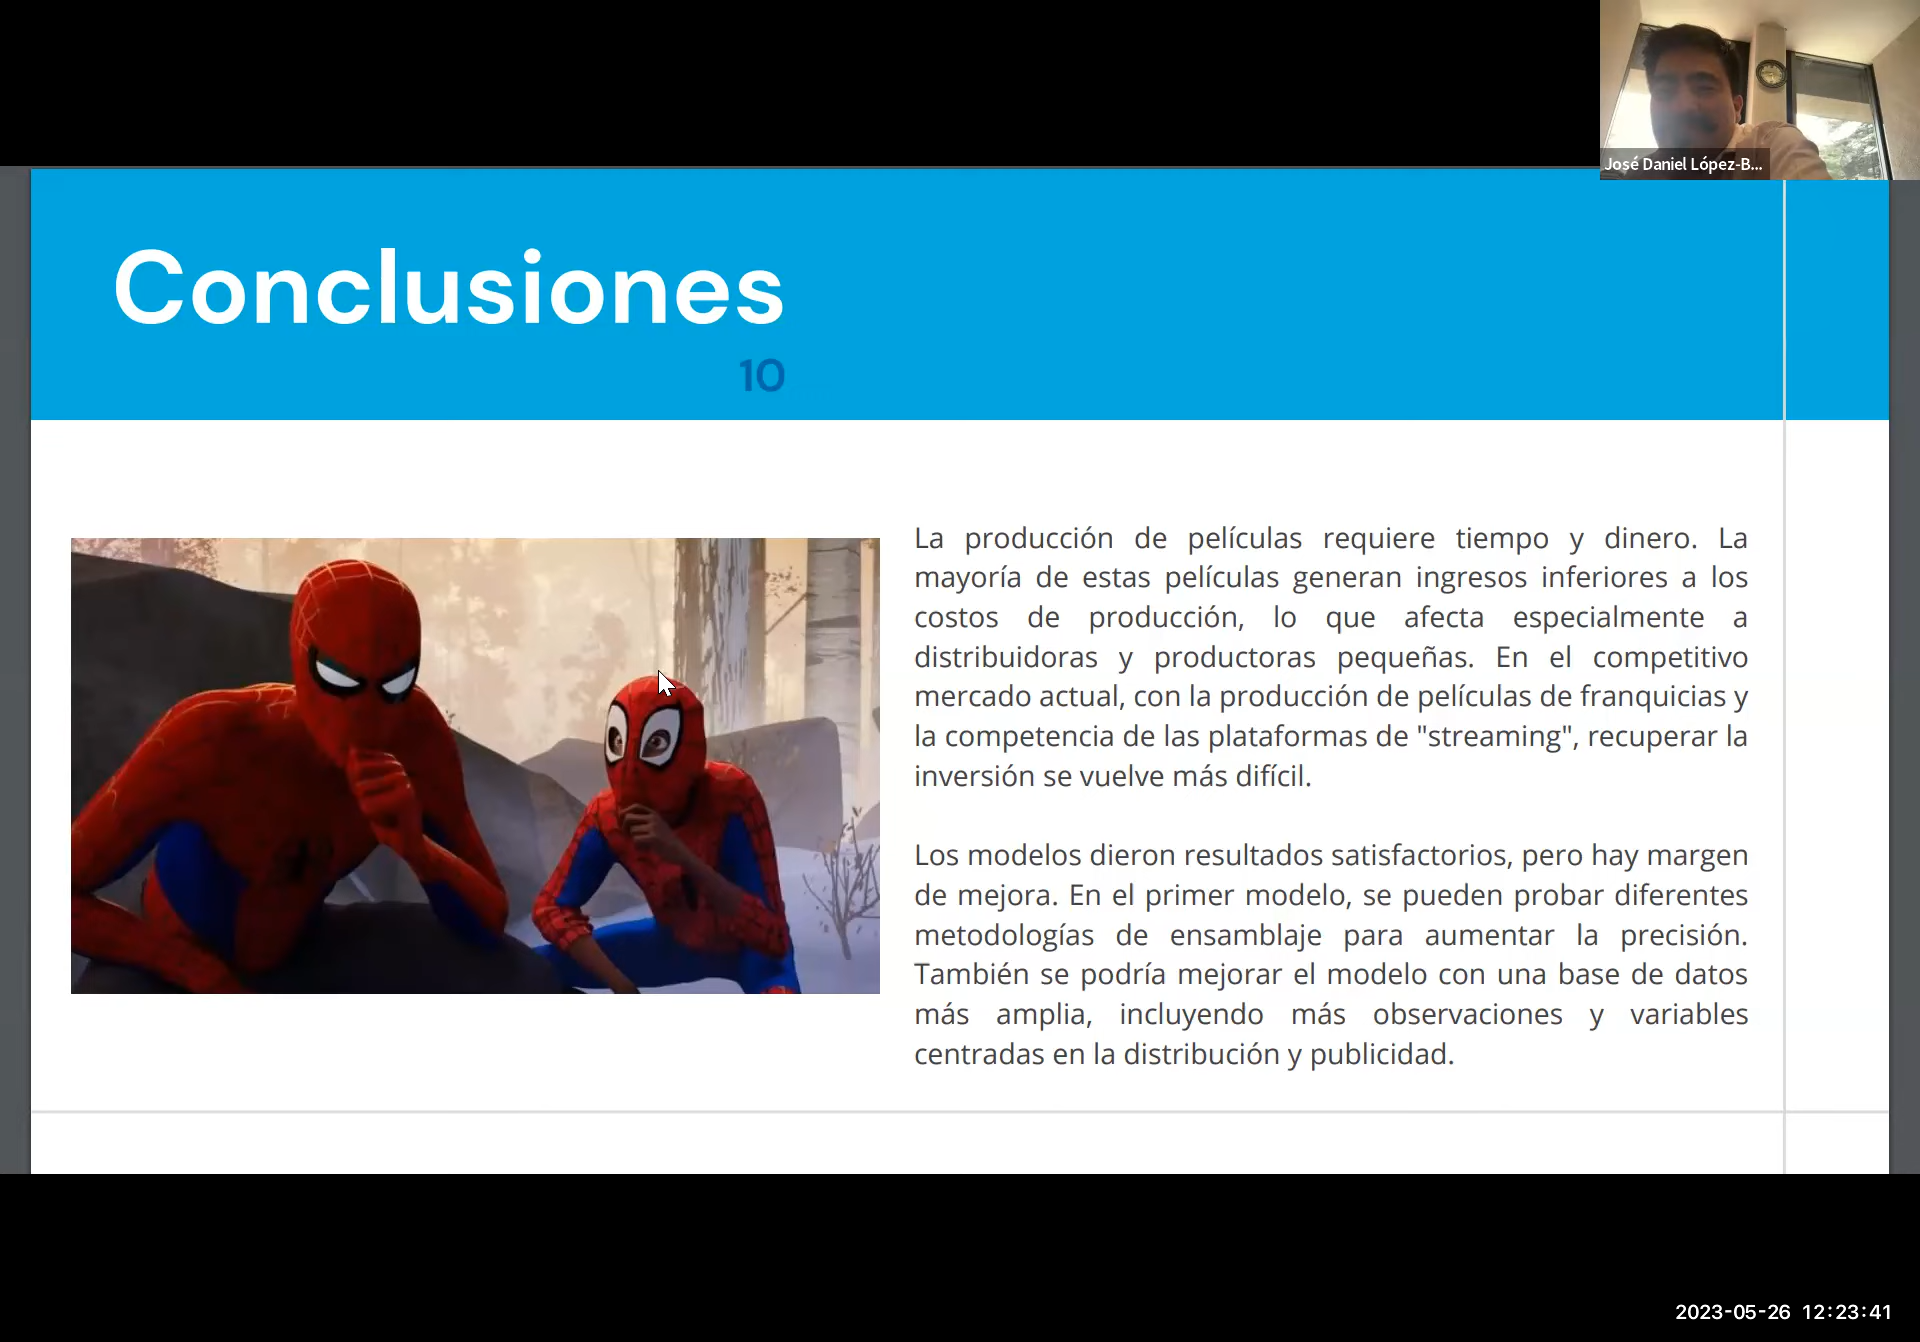 José Daniel López-B...
Conclusiones
10
La producción de películas requiere tiempo y dinero. La
mayoría de estas películas generan ingresos inferiores a los
costos de producción, lo que afecta especialmente a
distribuidoras y productoras pequeñas. En el competitivo
mercado actual, con la producción de películas de franquicias y
la competencia de las plataformas de "streaming", recuperar la
inversión se vuelve más difícil.
Los modelos dieron resultados satisfactorios, pero hay margen
de mejora. En el primer modelo, se pueden probar diferentes
metodologías de ensamblaje para aumentar la precisión.
También se podría mejorar el modelo con una base de datos
más amplia, incluyendo más observaciones y variables
centradas en la distribución y publicidad.
2023-05-26 12:23:41